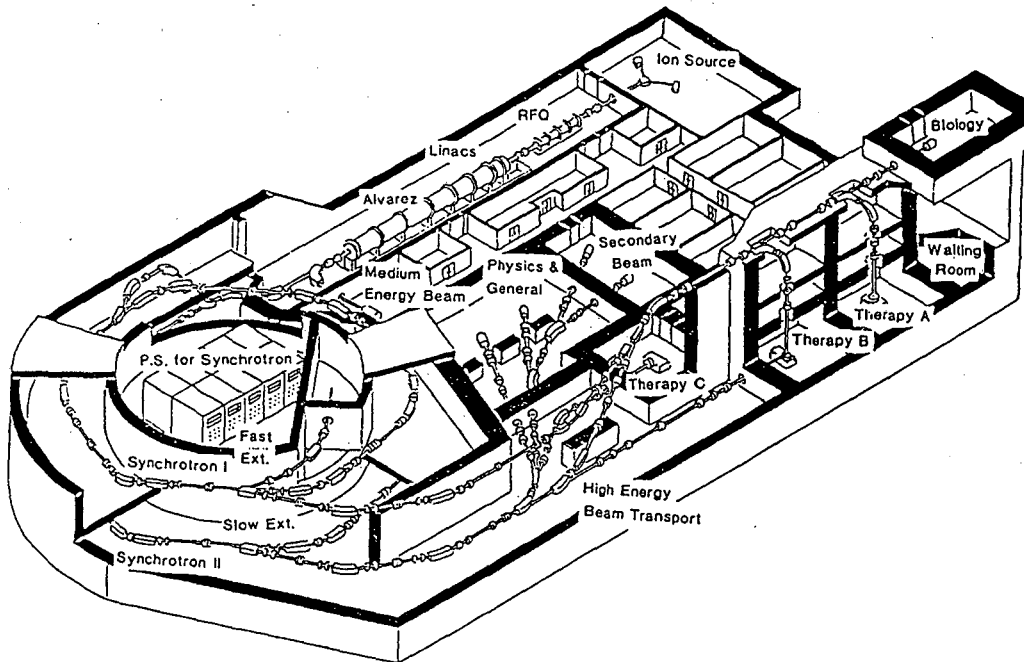 Ion Source
RFQ
Biology
Linacs
Alvarez
Secondary
Beam
Waiting
Room
Medium
Energy Beam
Physics &
General
Therapy A
P.S. for Synchrotron
Therapy B
Therapy C
Fast
Ext.
Synchrotron I
High Energy
Beam Transport
Slow Ext.
Synchrotron II